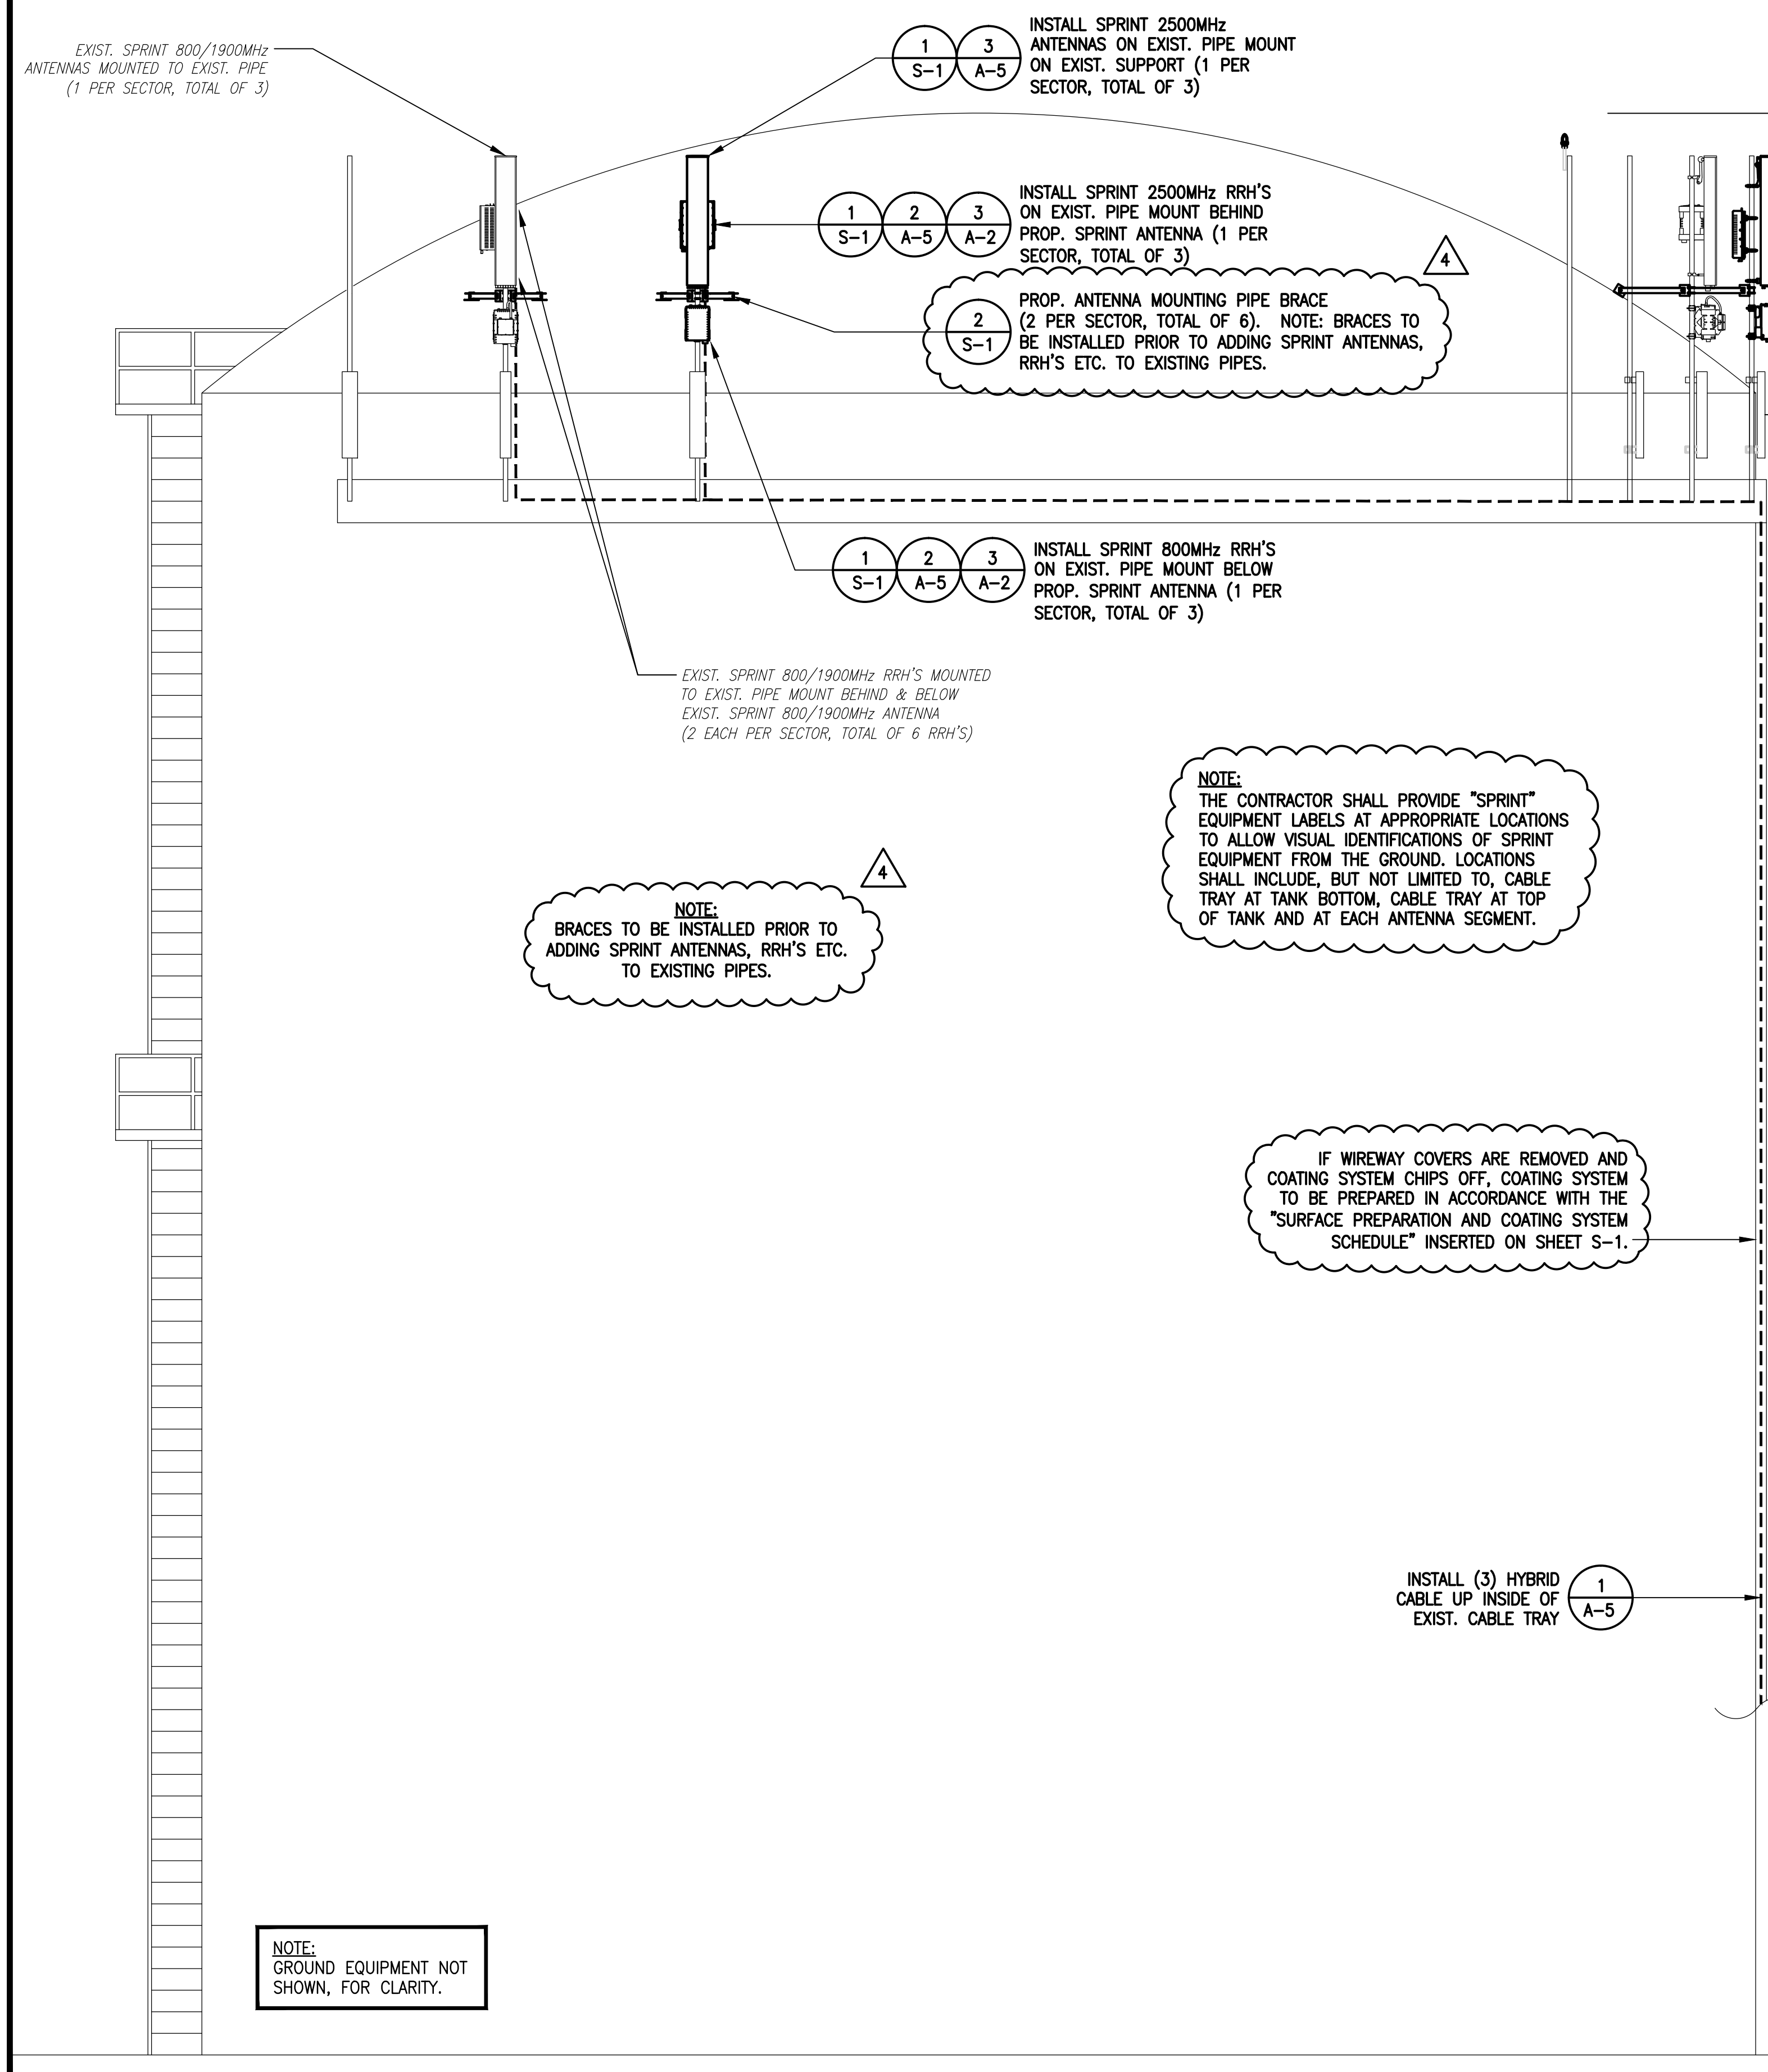 EXIST. SPRINT 800/1900MHz
ANTENNAS MOUNTED TO EXIST. PIPE
(1 PER SECTOR, TOTAL OF 3)
1
S-1
3
A-5
INSTALL SPRINT 2500MHz
ANTENNAS ON EXIST. PIPE MOUNT
ON EXIST. SUPPORT (1 PER
SECTOR, TOTAL OF 3)
1
S-1
2
A-5
3
A-2
INSTALL SPRINT 2500MHz RRH'S
ON EXIST. PIPE MOUNT BEHIND
PROP. SPRINT ANTENNA (1 PER
SECTOR, TOTAL OF 3)
4
2
S-1
PROP. ANTENNA MOUNTING PIPE BRACE
(2 PER SECTOR, TOTAL OF 6). NOTE: BRACES TO
BE INSTALLED PRIOR TO ADDING SPRINT ANTENNAS,
RRH'S ETC. TO EXISTING PIPES.
1
S-1
2
A-5
3
A-2
INSTALL SPRINT 800MHz RRH'S
ON EXIST. PIPE MOUNT BELOW
PROP. SPRINT ANTENNA (1 PER
SECTOR, TOTAL OF 3)
EXIST. SPRINT 800/1900MHz RRH'S MOUNTED
TO EXIST. PIPE MOUNT BEHIND & BELOW
EXIST. SPRINT 800/1900MHz ANTENNA
(2 EACH PER SECTOR, TOTAL OF 6 RRH'S)
NOTE:
THE CONTRACTOR SHALL PROVIDE "SPRINT"
EQUIPMENT LABELS AT APPROPRIATE LOCATIONS
TO ALLOW VISUAL IDENTIFICATIONS OF SPRINT
EQUIPMENT FROM THE GROUND. LOCATIONS
SHALL INCLUDE, BUT NOT LIMITED TO, CABLE
TRAY AT TANK BOTTOM, CABLE TRAY AT TOP
OF TANK AND AT EACH ANTENNA SEGMENT.
4
NOTE:
BRACES TO BE INSTALLED PRIOR TO
ADDING SPRINT ANTENNAS, RRH'S ETC.
TO EXISTING PIPES.
IF WIREWAY COVERS ARE REMOVED AND
COATING SYSTEM CHIPS OFF, COATING SYSTEM
TO BE PREPARED IN ACCORDANCE WITH THE
"SURFACE PREPARATION AND COATING SYSTEM
SCHEDULE" INSERTED ON SHEET S-1.
INSTALL (3) HYBRID
CABLE UP INSIDE OF
EXIST. CABLE TRAY
1
A-5
NOTE:
GROUND EQUIPMENT NOT
SHOWN, FOR CLARITY.